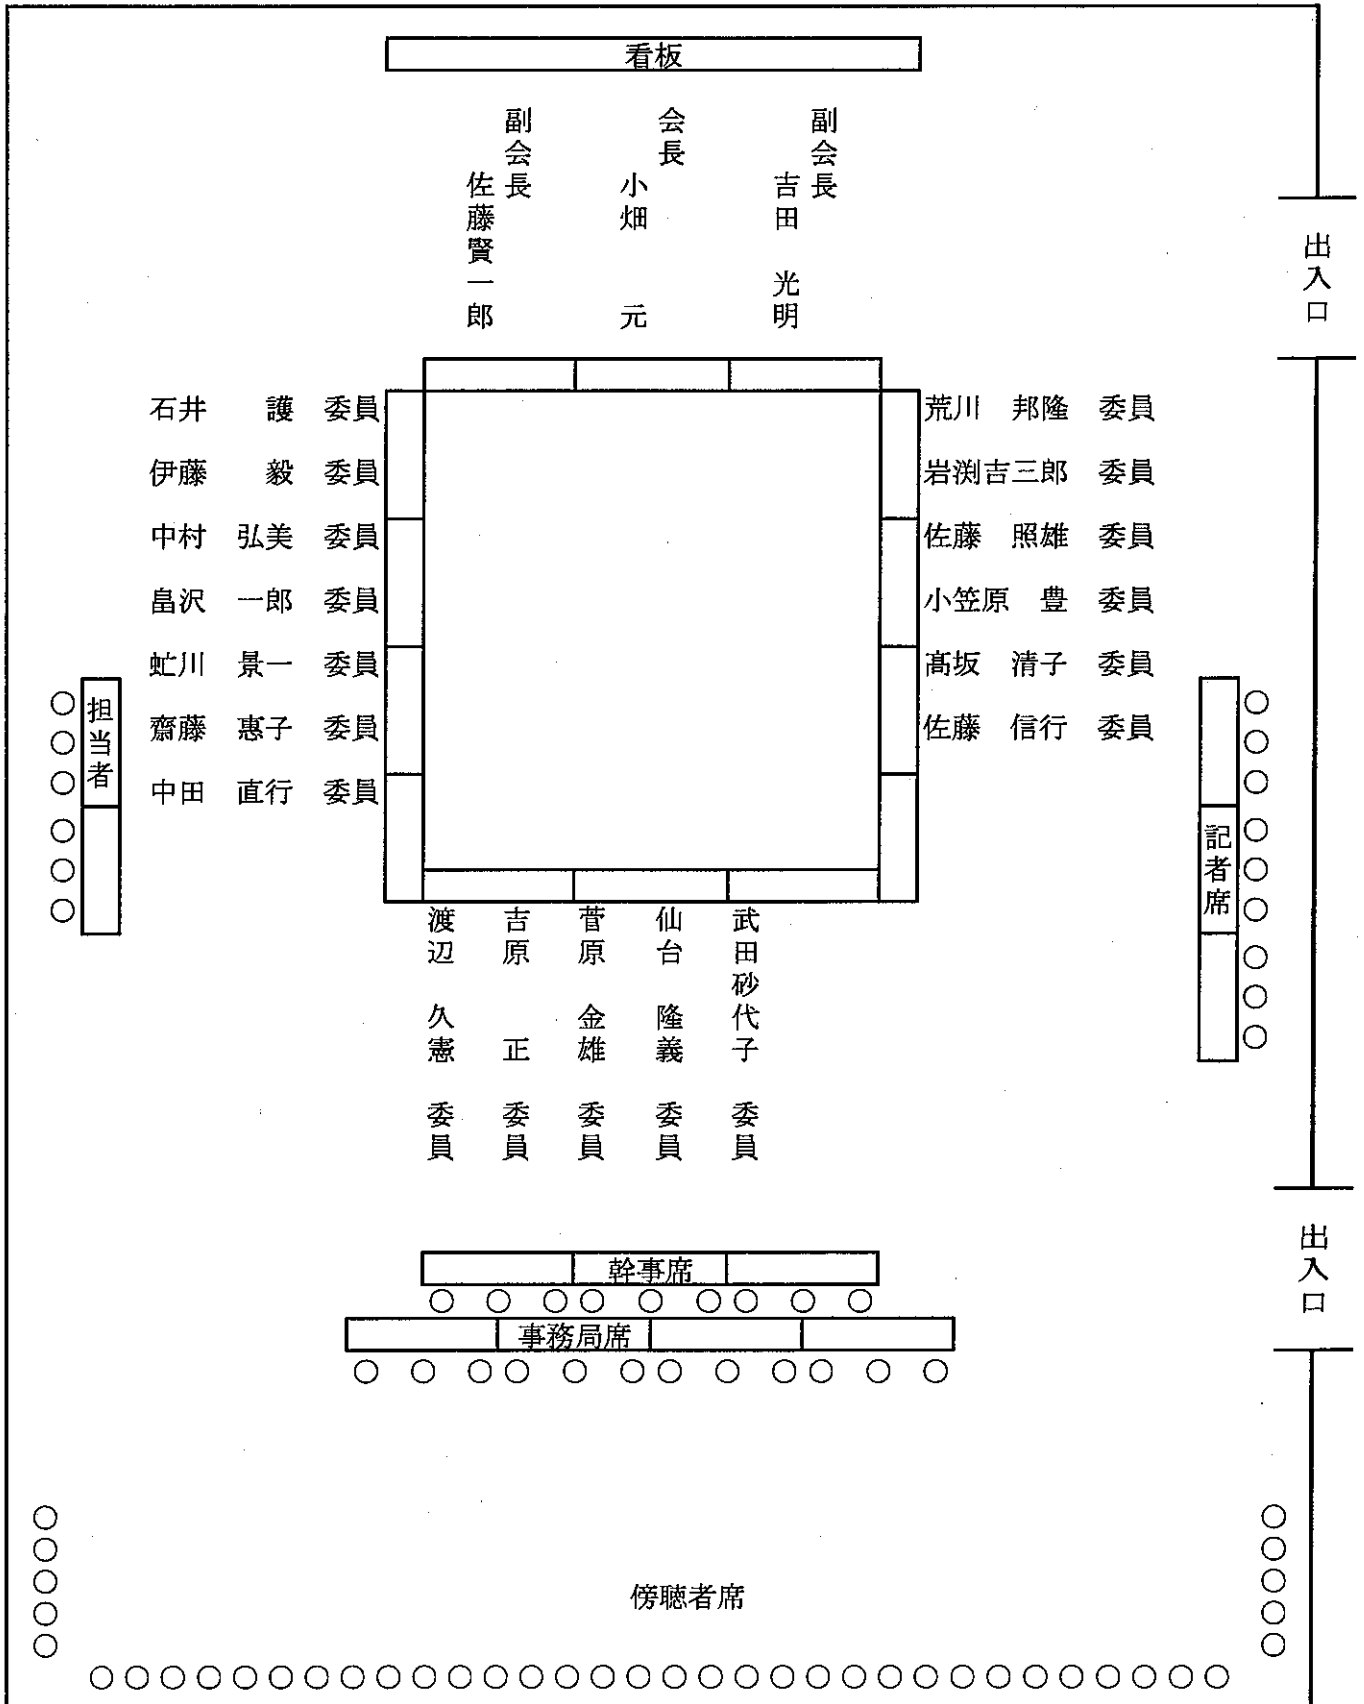 看板
副会長
吉田　光明
会長
小畑　　元
副会長
佐藤賢一郎
出入口
石井　　護　委員
伊藤　　毅　委員
中村　弘美　委員
畠沢　一郎　委員
虻川　景一　委員
齋藤　惠子　委員
中田　直行　委員
荒川　邦隆　委員
岩渕吉三郎　委員
佐藤　照雄　委員
小笠原　豊　委員
髙坂　清子　委員
佐藤　信行　委員
担当者
記者席
武田砂代子　委員
仙台　隆義　委員
菅原　金雄　委員
吉原　　正　委員
渡辺　久憲　委員
出入口
幹事席
事務局席
傍聴者席